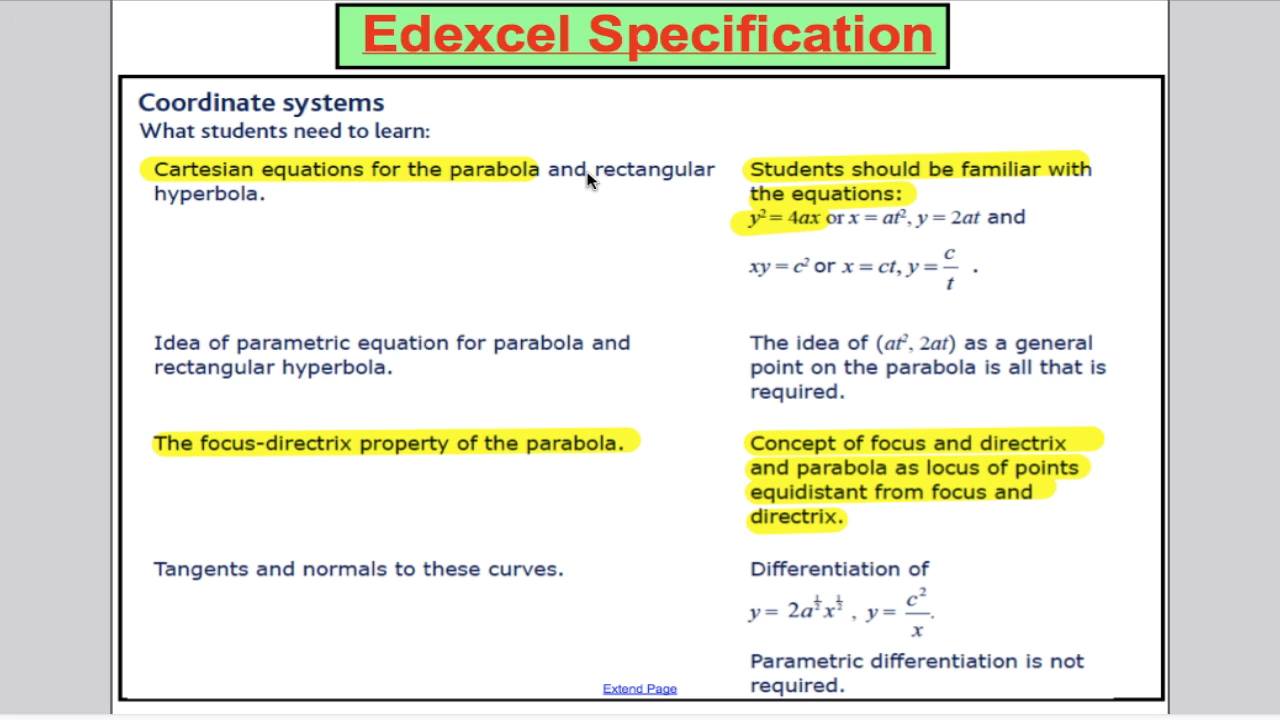 Edexcel Specification
Coordinate systems
What students need to learn:
Cartesian equations for the parabola and rectangular
hyperbola.
Students should be familiar with
the equations:
y² = 4ax or x = at², y = 2at and
xy = c² or x = ct, y = c/t .
Idea of parametric equation for parabola and
rectangular hyperbola.
The idea of (at², 2at) as a general
point on the parabola is all that is
required.
The focus-directrix property of the parabola.
Concept of focus and directrix
and parabola as locus of points
equidistant from focus and
directrix.
Tangents and normals to these curves.
Differentiation of
y = 2a^½x^½ , y = c²/x.
Parametric differentiation is not
required.
Extend Page